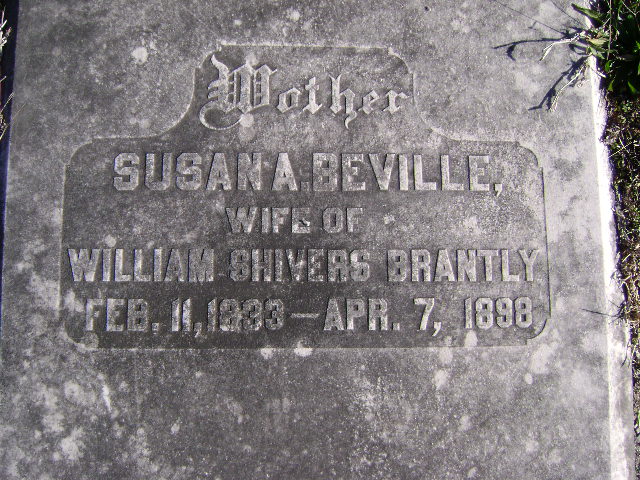 Mother
SUSAN A. BEVILLE,
WIFE OF
WILLIAM SHIVERS BRANTLY
FEB. 11, 1833 — APR. 7, 1898